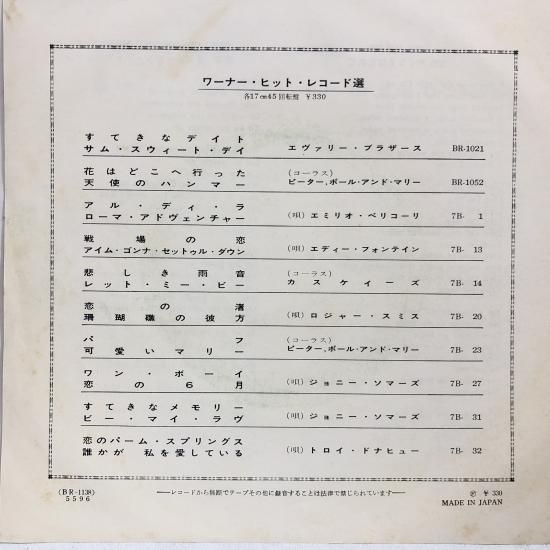 ワーナー・ヒット・レコード選
各17cm45回転盤 ¥330
すてきなデイト
サム・スウィート・デイ エヴァリー・ブラザース BR-1021
花はどこへ行った (コーラス)
天使のハンマー ピーター,ポール・アンド・マリー BR-1052
アル・ディ・ラ
ローマ・アドヴェンチャー (唄) エミリオ・ペリコーリ 7B- 1
戦場の恋
アイム・ゴンナ・セットゥル・ダウン (唄) エディー・フォンテイン 7B- 13
悲しき雨音 (コーラス)
レット・ミー・ビー カスケイーズ 7B- 14
恋の渚
珊瑚礁の彼方 (唄) ロジャー・スミス 7B- 20
パフ (コーラス)
可愛いマリー ピーター,ポール・アンド・マリー 7B- 23
ワン・ボーイ
恋の6月 (唄) ジョニー・ソマーズ 7B- 27
すてきなメモリー
ビー・マイ・ラヴ (唄) ジョニー・ソマーズ 7B- 31
恋のパーム・スプリングス
誰かが 私を愛している (唄) トロイ・ドナヒュー 7B- 32
(BR-1138)
5596
レコードから無断でテープその他に録音することは法律で禁じられています
Ⓟ ¥330
MADE IN JAPAN